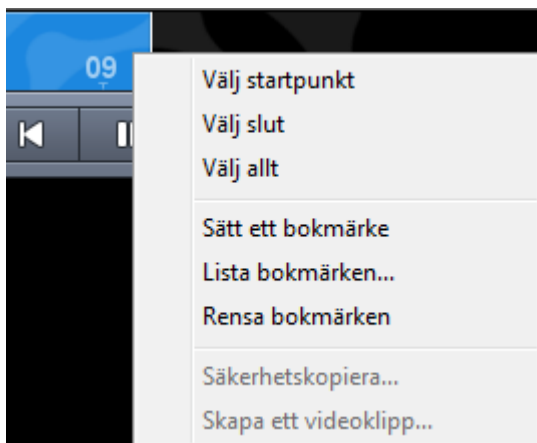 09
Välj startpunkt
Välj slut
Välj allt
Sätt ett bokmärke
Lista bokmärken...
Rensa bokmärken
Säkerhetskopiera...
Skapa ett videoklipp...